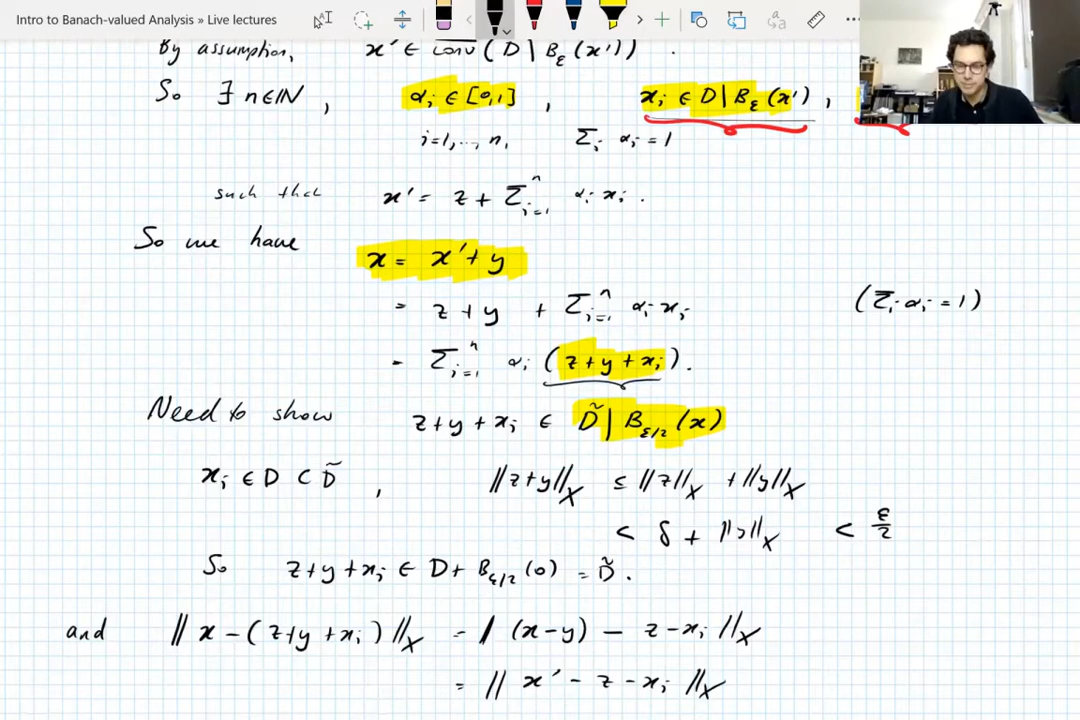 Intro to Banach-valued Analysis » Live lectures
By assumption, x' ∈ conv(D \ B_ε(x')) .
So ∃ n∈ℕ, α_i ∈ [0,1], x_i ∈ D \ B_ε(x'),
i=1,..., n, Σ_i α_i = 1
such that x' = z + Σ_{i=1}^n α_i x_i .
So we have
x = x' + y
= z + y + Σ_{i=1}^n α_i x_i (Σ_i α_i = 1)
= Σ_{i=1}^n α_i (z+y+x_i).
Need to show z+y+x_i ∈ D̃ \ B_{ε/2}(x)
x_i ∈ D ⊂ D̃, ‖z+y‖_X ≤ ‖z‖_X + ‖y‖_X
< δ + ‖y‖_X < ε/2
So z+y+x_i ∈ D + B_{ε/2}(0) = D̃.
and ‖x-(z+y+x_i)‖_X = ‖(x-y) - z - x_i‖_X
= ‖x' - z - x_i‖_X